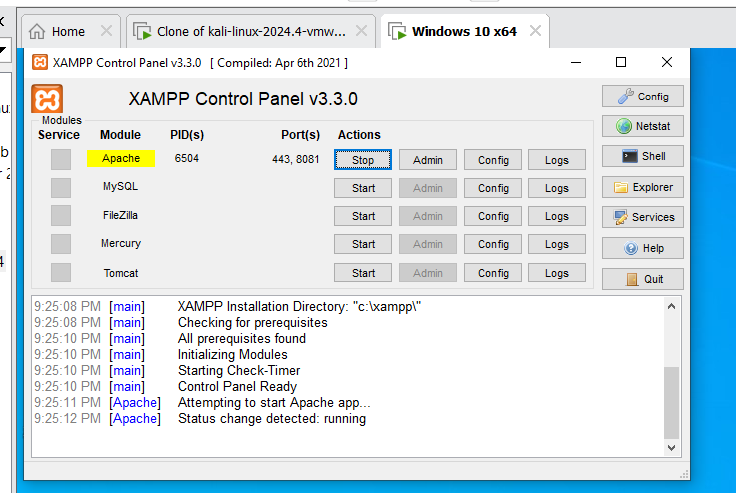 Home Clone of kali-linux-2024.4-vmw... Windows 10 x64
XAMPP Control Panel v3.3.0 [ Compiled: Apr 6th 2021 ]
XAMPP Control Panel v3.3.0
Modules
Service Module PID(s) Port(s) Actions
Apache 6504 443, 8081 Stop Admin Config Logs
MySQL Start Admin Config Logs
FileZilla Start Admin Config Logs
Mercury Start Admin Config Logs
Tomcat Start Admin Config Logs
Config
Netstat
Shell
Explorer
Services
Help
Quit
9:25:08 PM [main] XAMPP Installation Directory: "c:\xampp\"
9:25:08 PM [main] Checking for prerequisites
9:25:10 PM [main] All prerequisites found
9:25:10 PM [main] Initializing Modules
9:25:10 PM [main] Starting Check-Timer
9:25:10 PM [main] Control Panel Ready
9:25:11 PM [Apache] Attempting to start Apache app...
9:25:12 PM [Apache] Status change detected: running